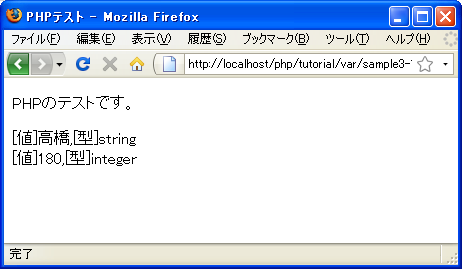 PHPテスト - Mozilla Firefox
ファイル(F) 編集(E) 表示(V) 履歴(S) ブックマーク(B) ツール(T) ヘルプ(H)
http://localhost/php/tutorial/var/sample3-
PHPのテストです。
[値]高橋,[型]string
[値]180,[型]integer
完了